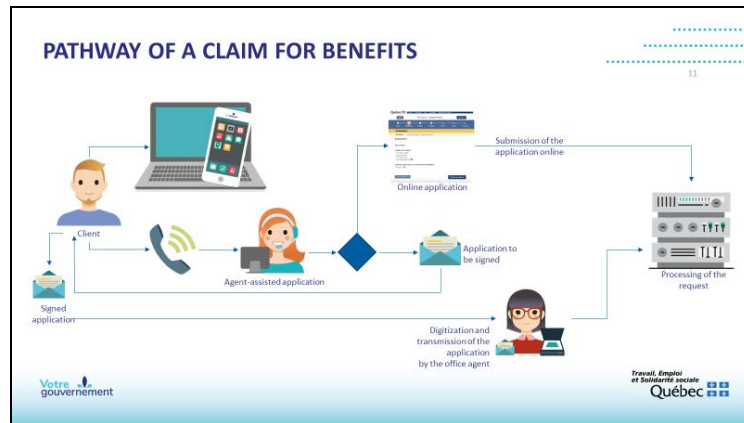 PATHWAY OF A CLAIM FOR BENEFITS
11
Submission of the
application online
Online application
Client
Agent-assisted application
Application to
be signed
Processing of the
request
Signed
application
Digitization and
transmission of the
application
by the office agent
Votre
gouvernement
Travail, Emploi
et Solidarité sociale
Québec